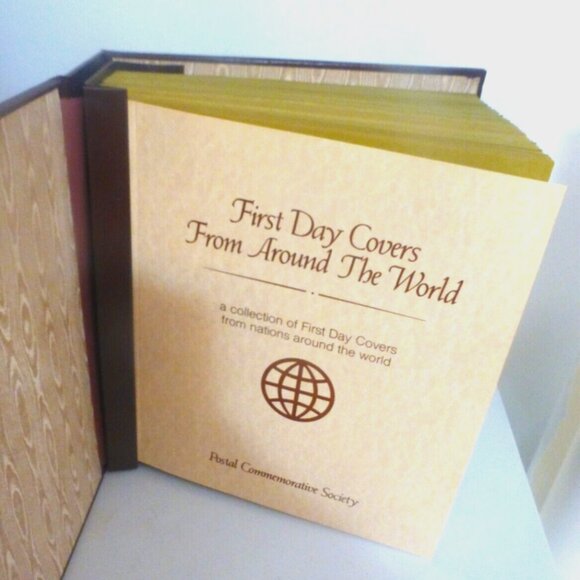 First Day Covers
From Around The World
a collection of First Day Covers
from nations around the world
Postal Commemorative Society